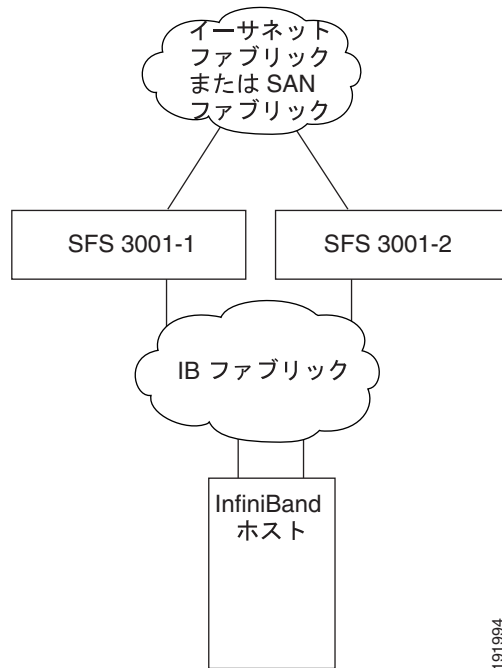 イーサネット
ファブリック
または SAN
ファブリック
SFS 3001-1
SFS 3001-2
IB ファブリック
InfiniBand
ホスト
191994